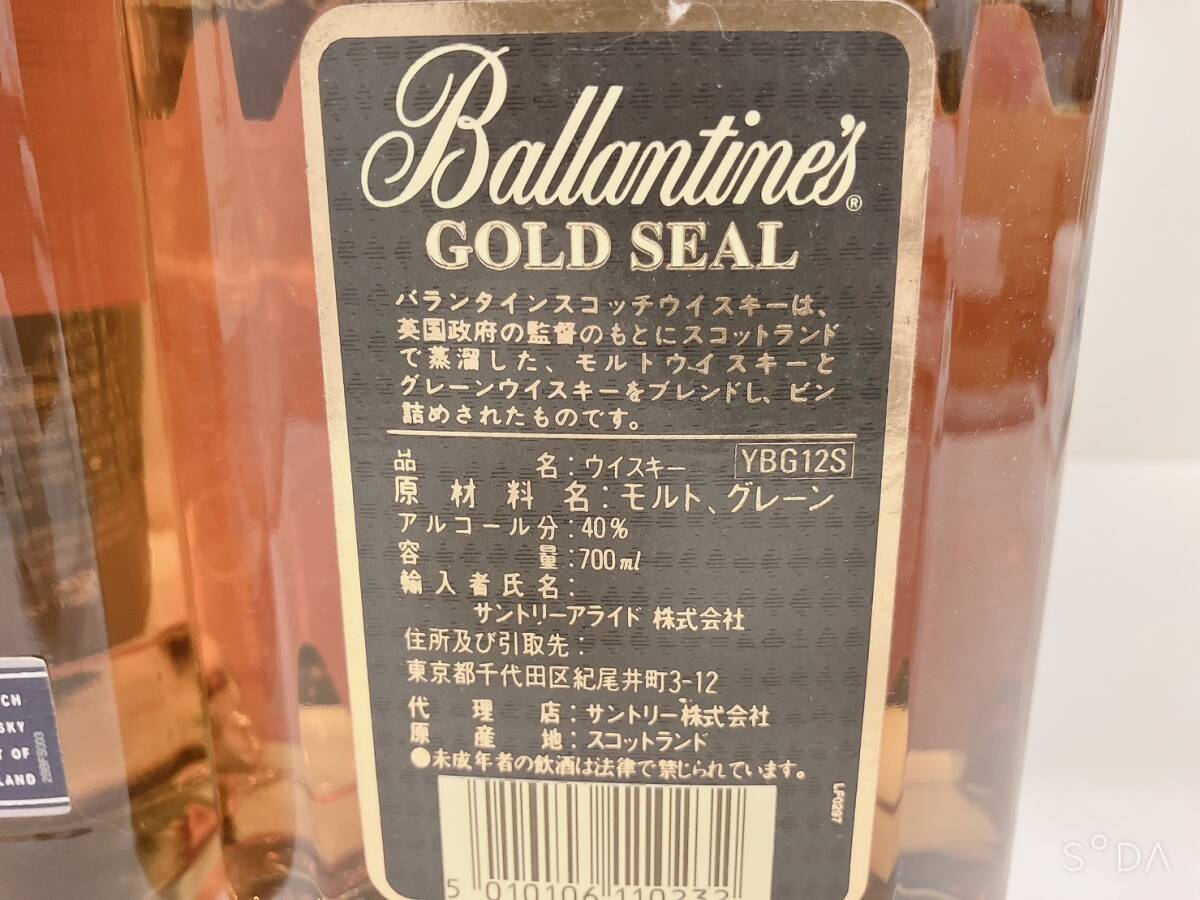 Ballantine's®
GOLD SEAL
バランタインスコッチウイスキーは、
英国政府の監督のもとにスコットランド
で蒸溜した、モルトウイスキーと
グレーンウイスキーをブレンドし、ビン
詰めされたものです。
品名:ウイスキー YBG12S
原材料名:モルト、グレーン
アルコール分:40%
容量:700ml
輸入者氏名:
サントリーアライド 株式会社
住所及び引取先:
東京都千代田区紀尾井町3-12
代理店:サントリー株式会社
原産地:スコットランド
●未成年者の飲酒は法律で禁じられています。
LF0297
5 010106 110232
CH
SKY
T OF
LAND
SODA